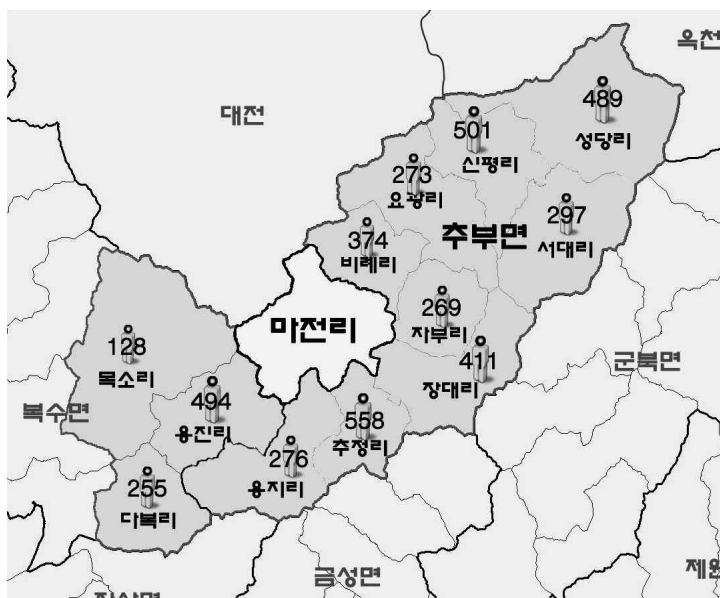 옥천
대전
489
성당리
501
신평리
273
요광리
297
서대리
추부면
374
비례리
269
자부리
마전리
411
장대리
군북면
128
목소리
복수면
494
용진리
558
추정리
276
용지리
255
다복리
금성면
제원